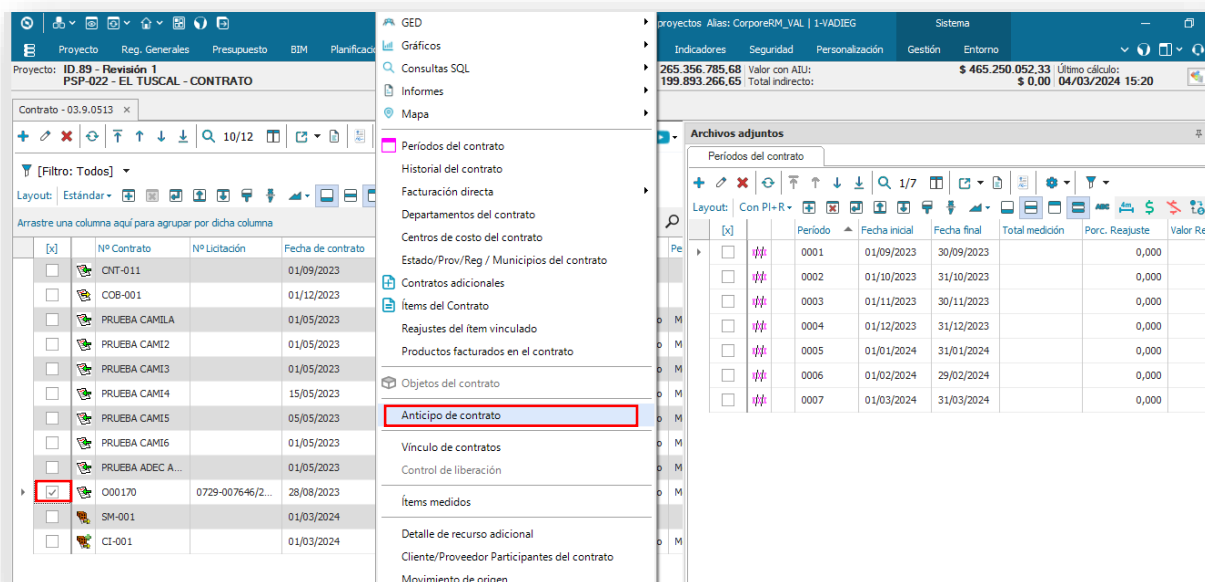 proyectos Alias: CorporeRM_VAL | 1-VADIEG
Sistema
Proyecto Reg. Generales Presupuesto BIM
Indicadores Seguridad Personalización Gestión Entorno
Proyecto: ID.89 - Revisión 1
PSP-022 - EL TUSCAL - CONTRATO
265.356.785,68 Valor con AIU: $ 465.250.052,33 Último cálculo:
199.893.266,65 Total indirecto: $ 0,00 04/03/2024 15:20
Contrato - 03.9.0513 ×
10/12
[Filtro: Todos]
Layout: Estándar
Arrastre una columna aquí para agrupar por dicha columna
[x] Nº Contrato Nº Licitación Fecha de contrato
CNT-011 01/09/2023
COB-001 01/12/2023
PRUEBA CAMILA 01/05/2023
PRUEBA CAMI2 01/05/2023
PRUEBA CAMI3 01/05/2023
PRUEBA CAMI4 15/05/2023
PRUEBA CAMI5 05/05/2023
PRUEBA CAMI6 01/05/2023
PRUEBA ADEC A... 01/05/2023
O00170 0729-007646/2... 28/08/2023
SM-001 01/03/2024
CI-001 01/03/2024
GED
Gráficos
Consultas SQL
Informes
Mapa
Períodos del contrato
Historial del contrato
Facturación directa
Departamentos del contrato
Centros de costo del contrato
Estado/Prov/Reg / Municipios del contrato
Contratos adicionales
Ítems del Contrato
Reajustes del ítem vinculado
Productos facturados en el contrato
Objetos del contrato
Anticipo de contrato
Vínculo de contratos
Control de liberación
Ítems medidos
Detalle de recurso adicional
Cliente/Proveedor Participantes del contrato
Movimiento de origen
Archivos adjuntos
Períodos del contrato
1/7
Layout: Con PI+R
[x] Período Fecha inicial Fecha final Total medición Porc. Reajuste Valor Re
0001 01/09/2023 30/09/2023 0,000
0002 01/10/2023 31/10/2023 0,000
0003 01/11/2023 30/11/2023 0,000
0004 01/12/2023 31/12/2023 0,000
0005 01/01/2024 31/01/2024 0,000
0006 01/02/2024 29/02/2024 0,000
0007 01/03/2024 31/03/2024 0,000